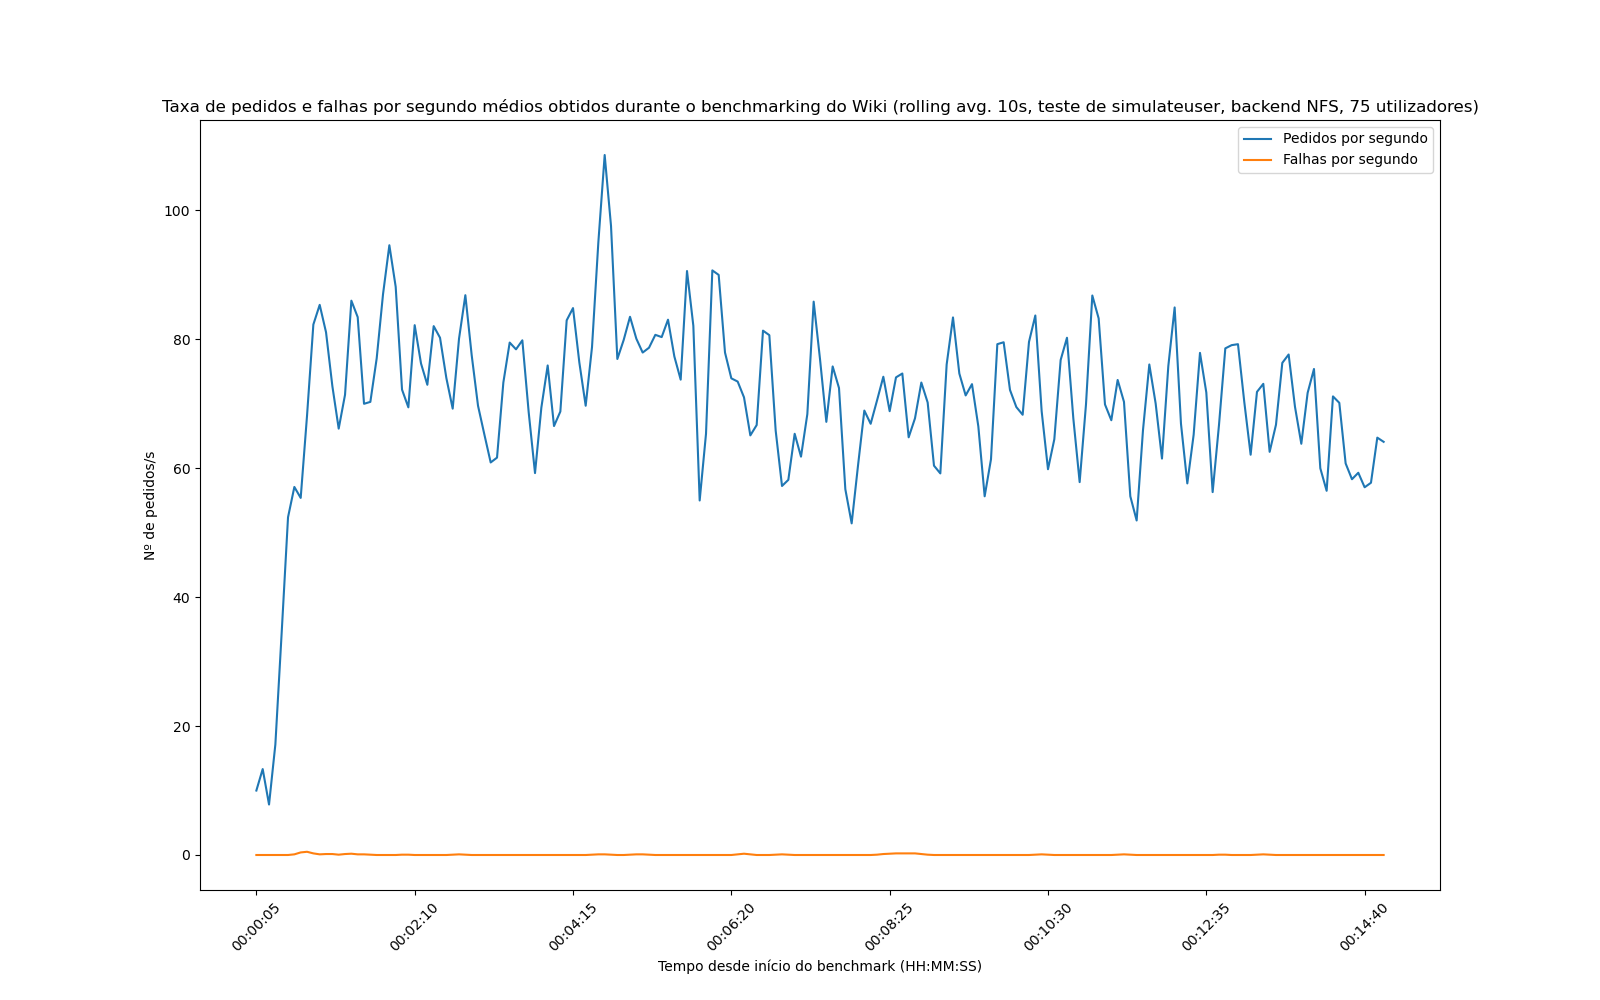 Taxa de pedidos e falhas por segundo médios obtidos durante o benchmarking do Wiki (rolling avg. 10s, teste de simulateuser, backend NFS, 75 utilizadores)
Pedidos por segundo
Falhas por segundo
Nº de pedidos/s
100
80
60
40
20
0
00:00:05
00:02:10
00:04:15
00:06:20
00:08:25
00:10:30
00:12:35
00:14:40
Tempo desde início do benchmark (HH:MM:SS)